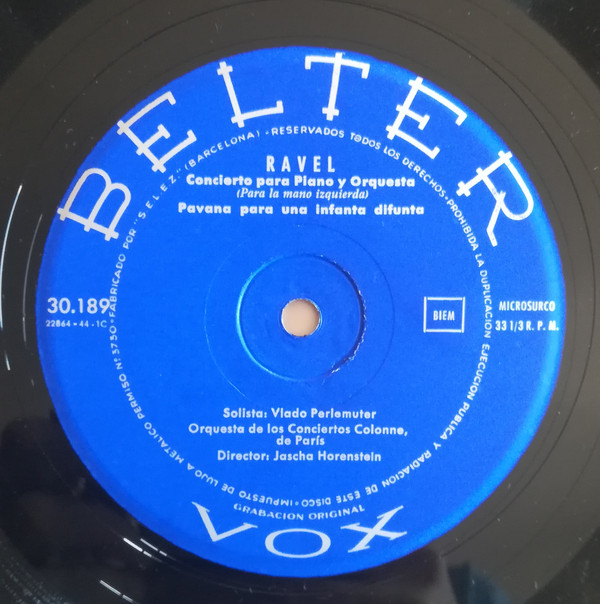 BELTER
RAVEL
Concierto para Piano y Orquesta
(Para la mano izquierda)
Pavana para una infanta difunta
30.189
22864 - 44 - 1C
BIEM
MICROSURCO
33 1/3 R. P. M.
Solista: Vlado Perlemuter
Orquesta de los Conciertos Colonne,
de París
Director: Jascha Horenstein
FABRICADO POR "SELEZ" (BARCELONA) • RESERVADOS TODOS LOS DERECHOS • PROHIBIDA LA DUPLICACION EJECUCION PUBLICA Y RADIACION DE ESTE DISCO • IMPUESTO DE LUJO A METALICO PERMISO Nº 3750 •
GRABACION ORIGINAL
VOX